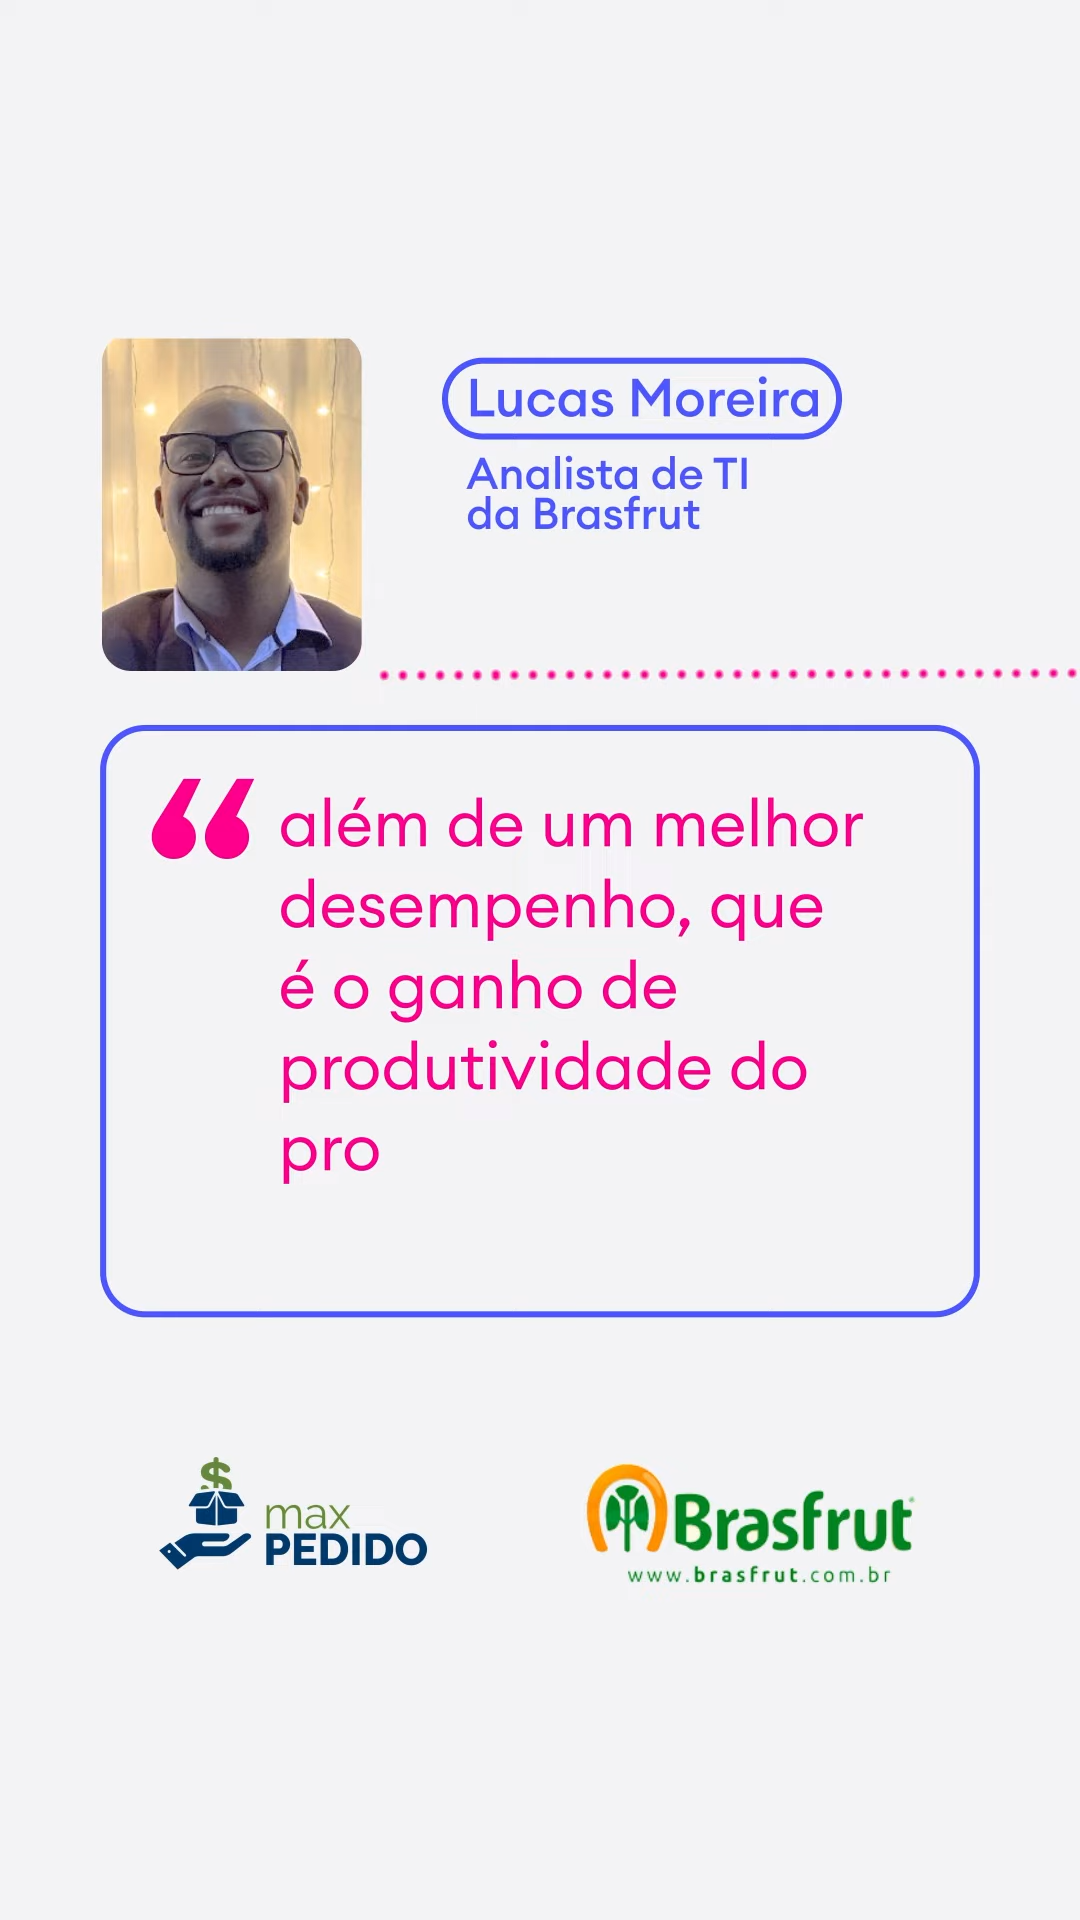 Lucas Moreira
Analista de TI
da Brasfrut
“ além de um melhor
desempenho, que
é o ganho de
produtividade do
pro
$
max
PEDIDO
Brasfrut
www.brasfrut.com.br